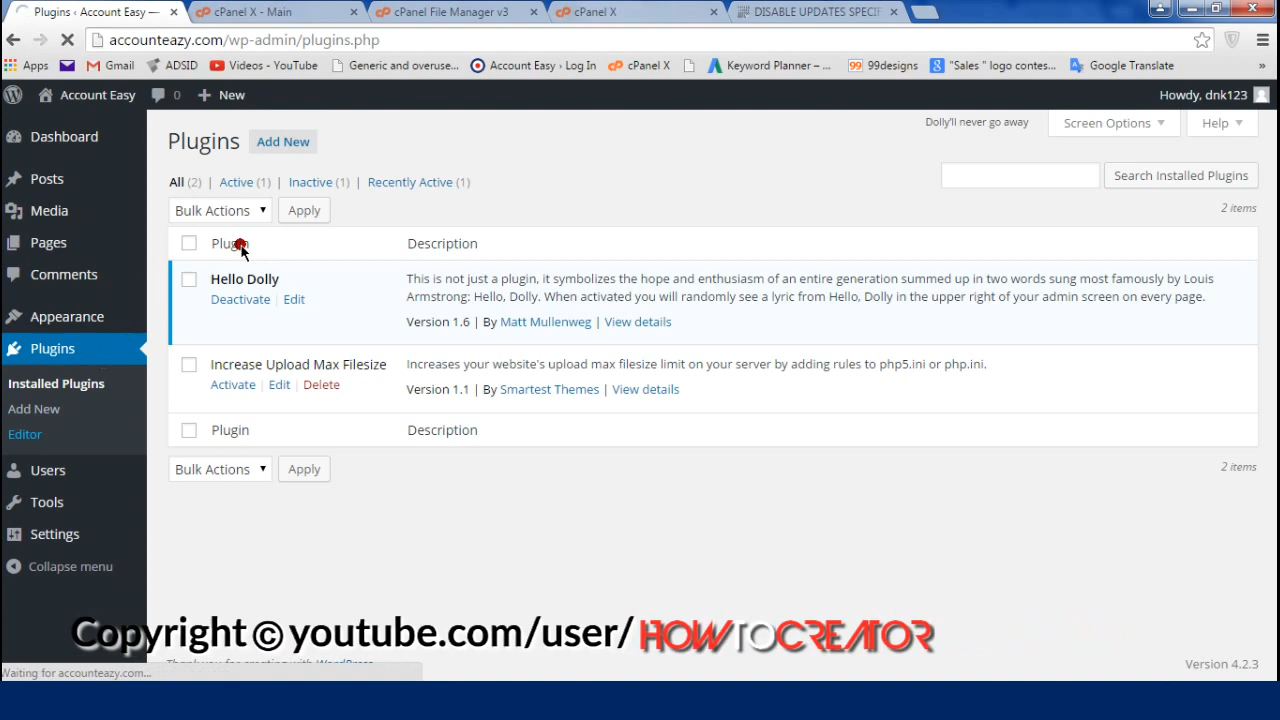 Plugins ‹ Account Easy —
cPanel X - Main
cPanel File Manager v3
cPanel X
DISABLE UPDATES SPECIF
accounteazy.com/wp-admin/plugins.php
Apps
Gmail
ADSID
Videos - YouTube
Generic and overuse...
Account Easy › Log In
cPanel X
Keyword Planner – ...
99designs
"Sales " logo contes...
Google Translate
»
Account Easy
0
New
Howdy, dnk123
Dashboard
Posts
Media
Pages
Comments
Appearance
Plugins
Installed Plugins
Add New
Editor
Users
Tools
Settings
Collapse menu
Dolly'll never go away
Screen Options
Help
Plugins
Add New
All (2) | Active (1) | Inactive (1) | Recently Active (1)
Search Installed Plugins
Bulk Actions
Apply
2 items
Plugin
Description
Hello Dolly
Deactivate | Edit
This is not just a plugin, it symbolizes the hope and enthusiasm of an entire generation summed up in two words sung most famously by Louis
Armstrong: Hello, Dolly. When activated you will randomly see a lyric from Hello, Dolly in the upper right of your admin screen on every page.
Version 1.6 | By Matt Mullenweg | View details
Increase Upload Max Filesize
Activate | Edit | Delete
Increases your website's upload max filesize limit on your server by adding rules to php5.ini or php.ini.
Version 1.1 | By Smartest Themes | View details
Plugin
Description
Bulk Actions
Apply
2 items
Copyright © youtube.com/user/ HOWTOCREATOR
Thank you for creating with WordPress
Version 4.2.3
Waiting for accounteazy.com...